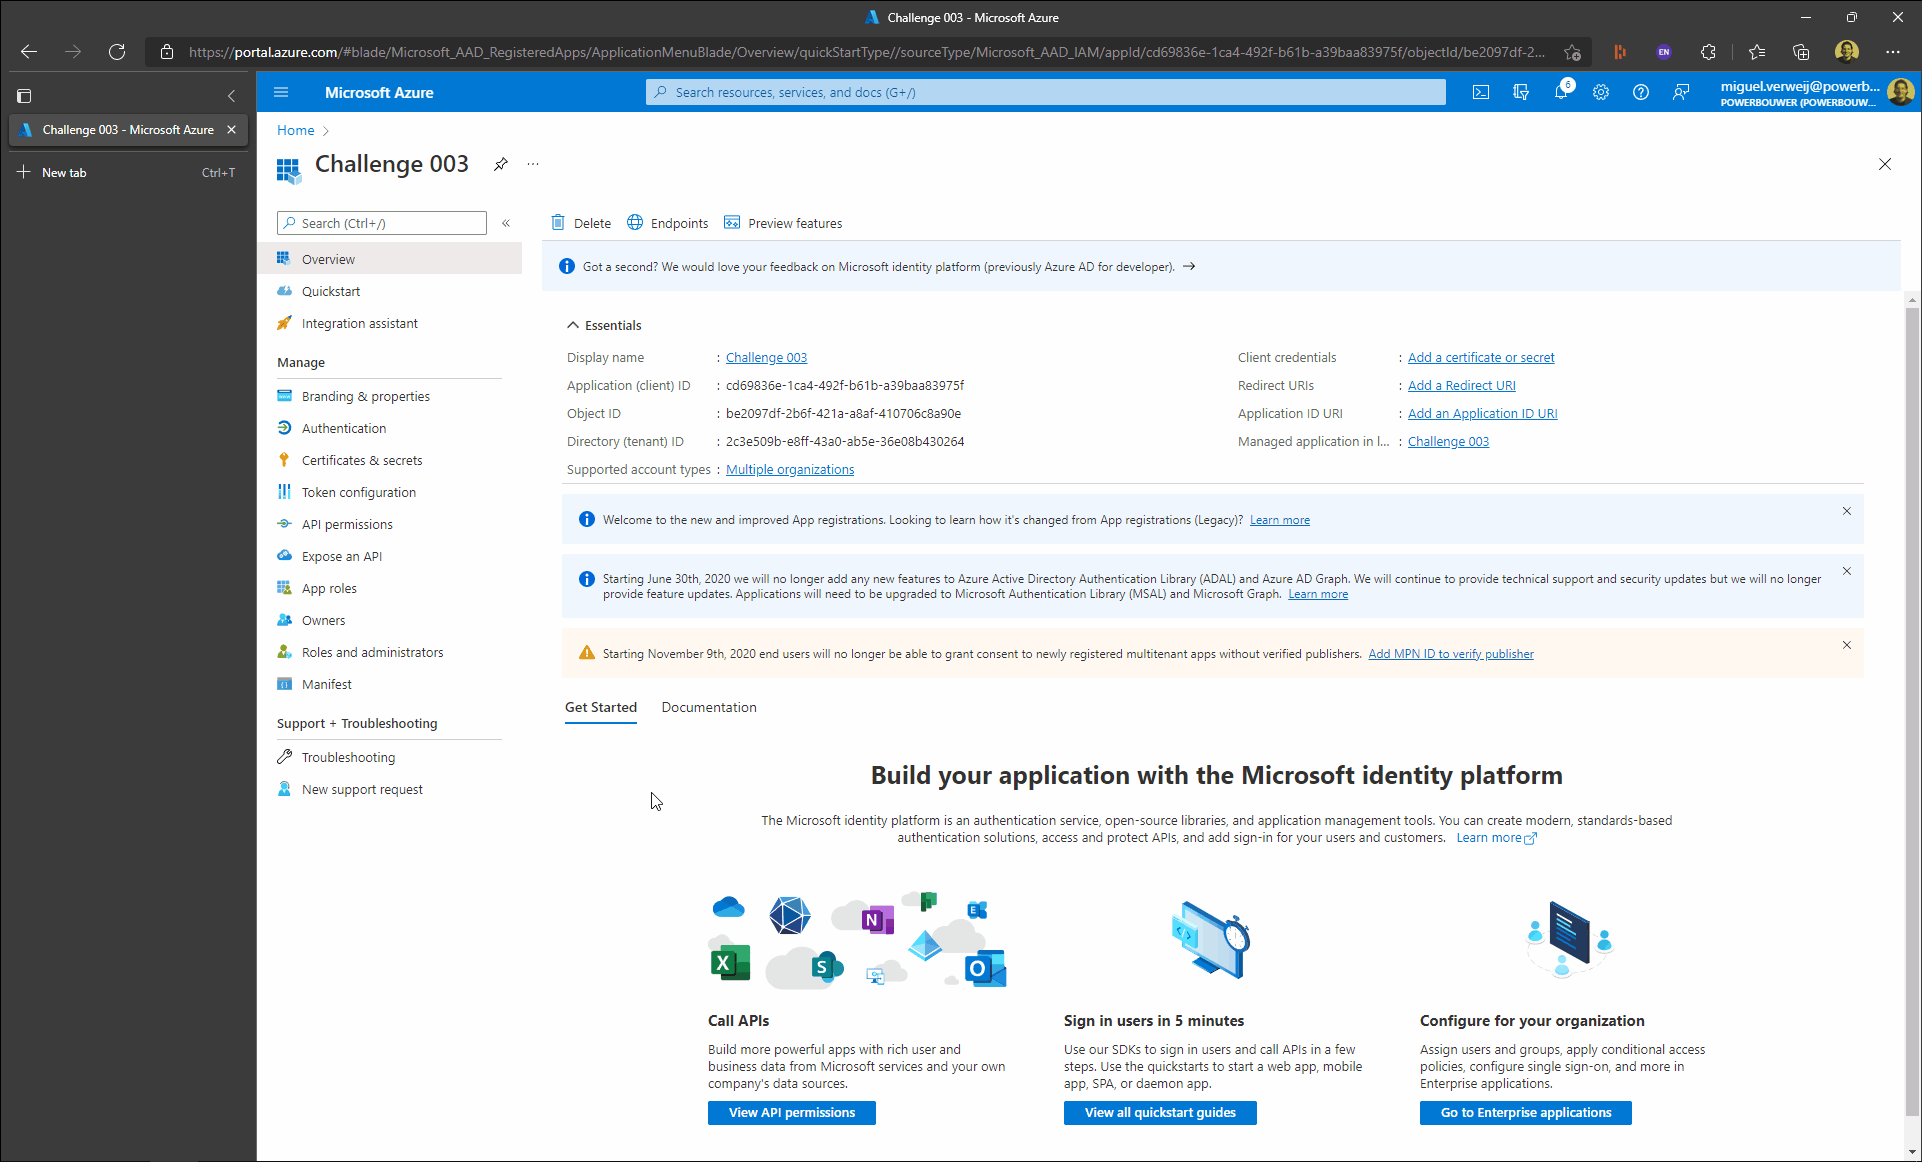 Challenge 003 - Microsoft Azure
https://portal.azure.com/#blade/Microsoft_AAD_RegisteredApps/ApplicationMenuBlade/Overview/quickStartType//sourceType/Microsoft_AAD_IAM/appId/cd69836e-1ca4-492f-b61b-a39baa83975f/objectId/be2097df-2...
EN
Challenge 003 - Microsoft Azure
New tab Ctrl+T
Microsoft Azure
Search resources, services, and docs (G+/)
6
miguel.verweij@powerb...
POWERBOUWER (POWERBOUW...
Home
Challenge 003
Search (Ctrl+/)
Overview
Quickstart
Integration assistant
Manage
Branding & properties
Authentication
Certificates & secrets
Token configuration
API permissions
Expose an API
App roles
Owners
Roles and administrators
Manifest
Support + Troubleshooting
Troubleshooting
New support request
Delete Endpoints Preview features
Got a second? We would love your feedback on Microsoft identity platform (previously Azure AD for developer).
Essentials
Display name : Challenge 003
Application (client) ID : cd69836e-1ca4-492f-b61b-a39baa83975f
Object ID : be2097df-2b6f-421a-a8af-410706c8a90e
Directory (tenant) ID : 2c3e509b-e8ff-43a0-ab5e-36e08b430264
Supported account types : Multiple organizations
Client credentials : Add a certificate or secret
Redirect URIs : Add a Redirect URI
Application ID URI : Add an Application ID URI
Managed application in l... : Challenge 003
Welcome to the new and improved App registrations. Looking to learn how it's changed from App registrations (Legacy)? Learn more
Starting June 30th, 2020 we will no longer add any new features to Azure Active Directory Authentication Library (ADAL) and Azure AD Graph. We will continue to provide technical support and security updates but we will no longer
provide feature updates. Applications will need to be upgraded to Microsoft Authentication Library (MSAL) and Microsoft Graph. Learn more
Starting November 9th, 2020 end users will no longer be able to grant consent to newly registered multitenant apps without verified publishers. Add MPN ID to verify publisher
Get Started Documentation
Build your application with the Microsoft identity platform
The Microsoft identity platform is an authentication service, open-source libraries, and application management tools. You can create modern, standards-based
authentication solutions, access and protect APIs, and add sign-in for your users and customers. Learn more
N
E
X
S
O
Call APIs
Build more powerful apps with rich user and
business data from Microsoft services and your own
company's data sources.
View API permissions
Sign in users in 5 minutes
Use our SDKs to sign in users and call APIs in a few
steps. Use the quickstarts to start a web app, mobile
app, SPA, or daemon app.
View all quickstart guides
Configure for your organization
Assign users and groups, apply conditional access
policies, configure single sign-on, and more in
Enterprise applications.
Go to Enterprise applications